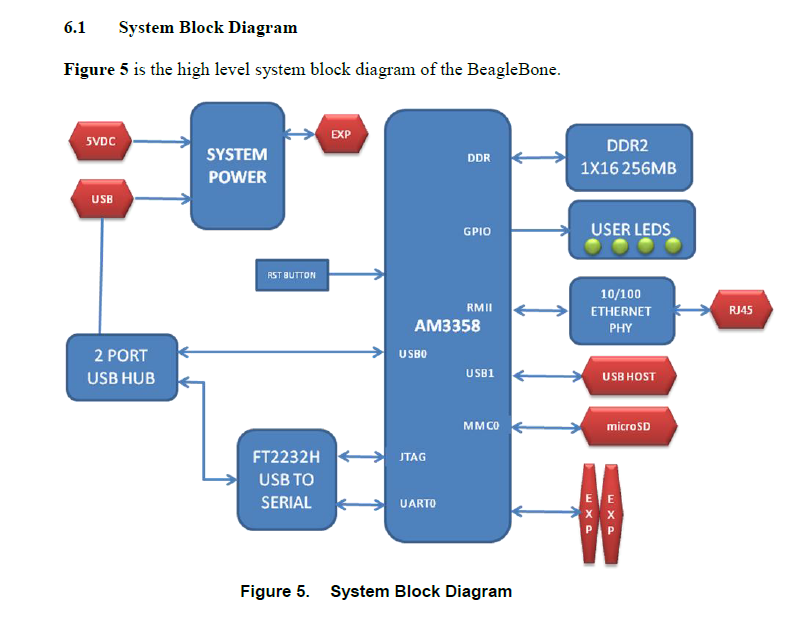 6.1 System Block Diagram
Figure 5 is the high level system block diagram of the BeagleBone.
5VDC
USB
SYSTEM
POWER
EXP
RST BUTTON
2 PORT
USB HUB
FT2232H
USB TO
SERIAL
DDR
GPIO
RMII
AM3358
USB0
USB1
MMC0
JTAG
UART0
DDR2
1X16 256MB
USER LEDS
10/100
ETHERNET
PHY
RJ45
USB HOST
microSD
E
X
P
E
X
P
Figure 5. System Block Diagram